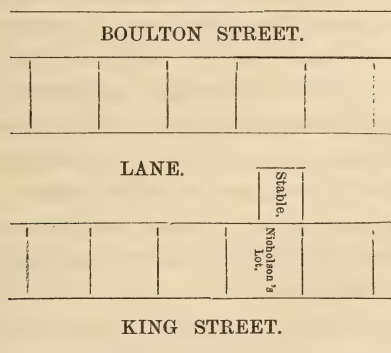 BOULTON STREET.
LANE.
Stable.
Nicholson's
Lot.
KING STREET.